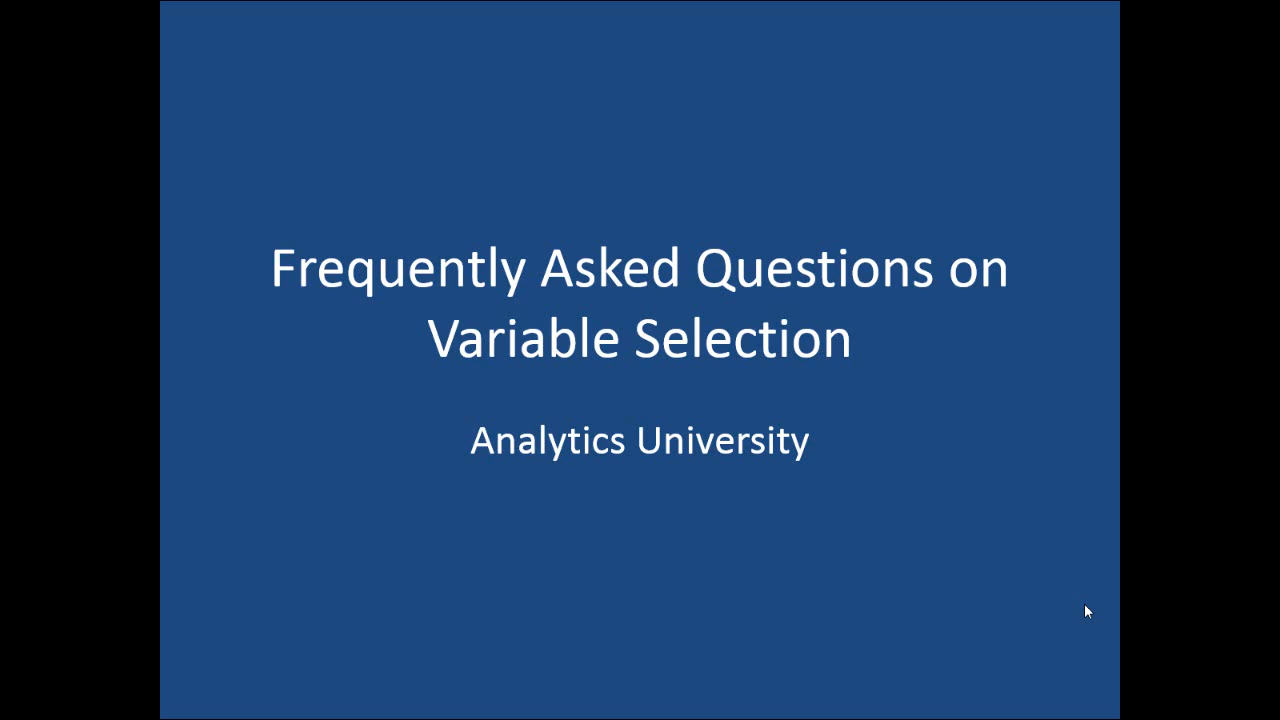 Frequently Asked Questions on
Variable Selection
Analytics University